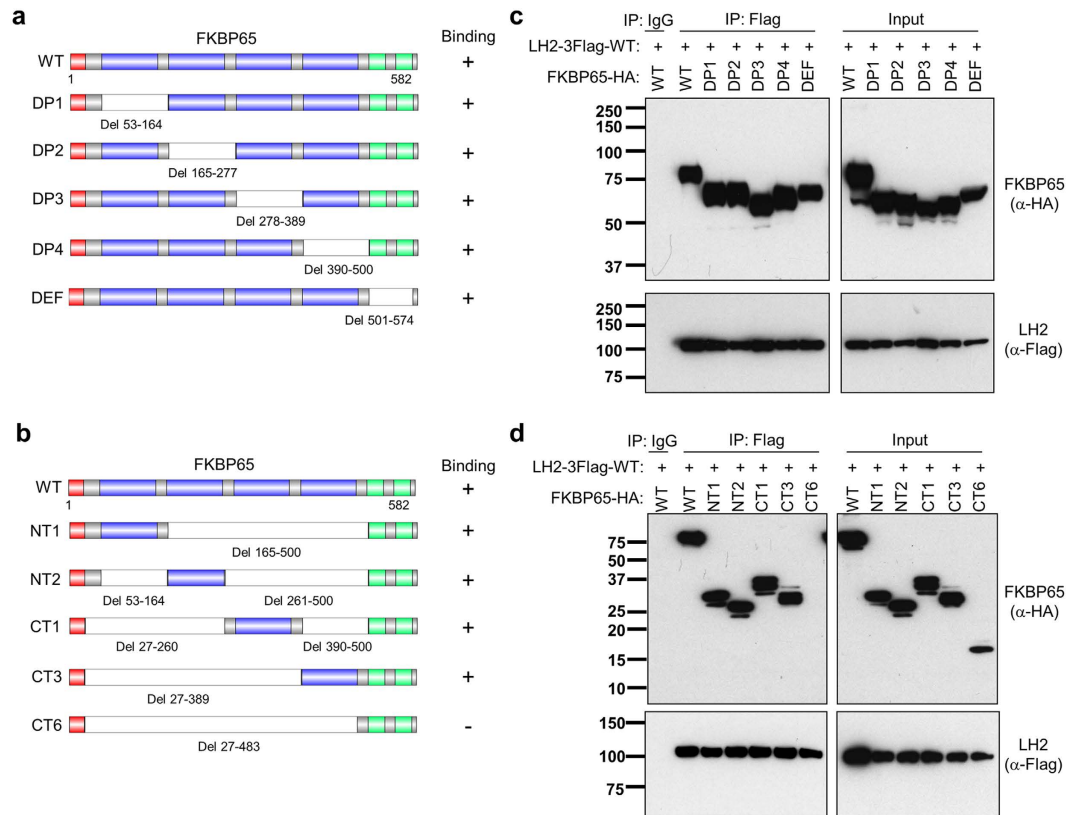 a
FKBP65
Binding
WT
+
1
582
DP1
+
Del 53-164
DP2
+
Del 165-277
DP3
+
Del 278-389
DP4
+
Del 390-500
DEF
+
Del 501-574
b
FKBP65
Binding
WT
+
1
582
NT1
+
Del 165-500
NT2
+
Del 53-164
Del 261-500
CT1
+
Del 27-260
Del 390-500
CT3
+
Del 27-389
CT6
-
Del 27-483
c
IP: IgG
IP: Flag
Input
LH2-3Flag-WT: + + + + + + + + + + + + +
FKBP65-HA: WT WT DP1 DP2 DP3 DP4 DEF WT DP1 DP2 DP3 DP4 DEF
250
150
100
75
50
37
FKBP65
(α-HA)
250
150
100
75
LH2
(α-Flag)
d
IP: IgG
IP: Flag
Input
LH2-3Flag-WT: + + + + + + + + + + + + +
FKBP65-HA: WT WT NT1 NT2 CT1 CT3 CT6 WT NT1 NT2 CT1 CT3 CT6
75
50
37
25
20
15
10
FKBP65
(α-HA)
150
100
75
LH2
(α-Flag)